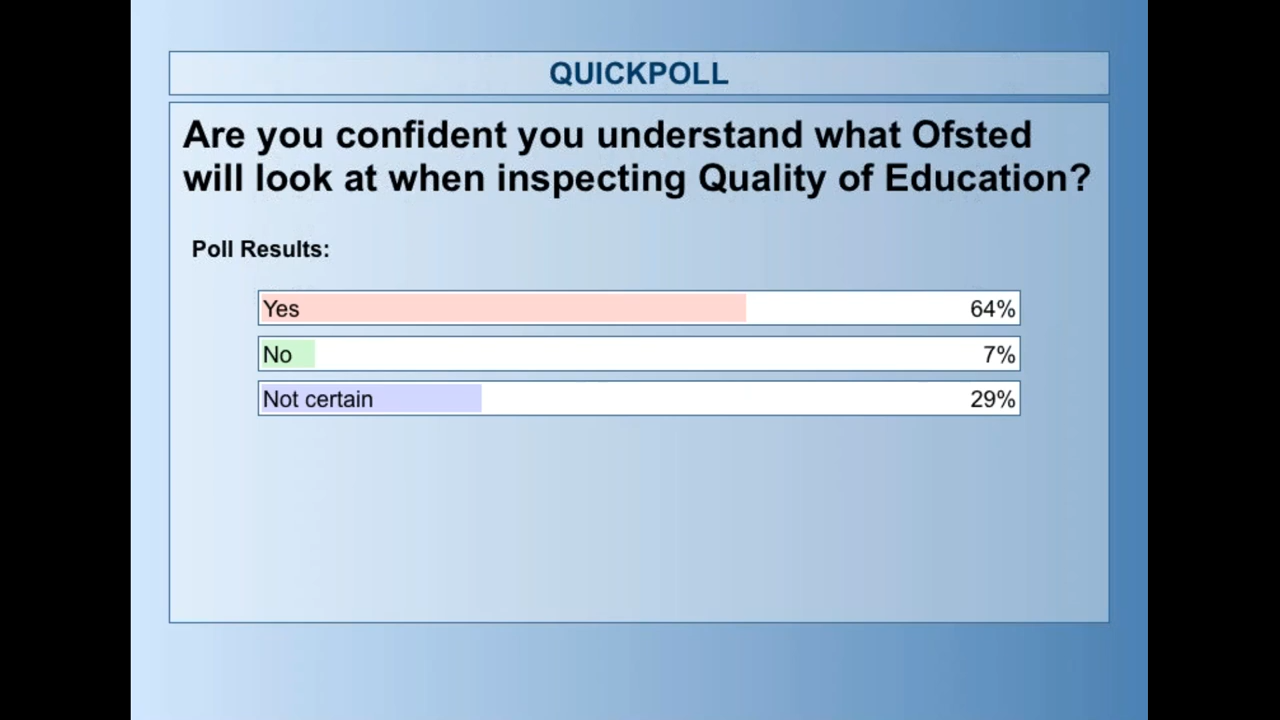 QUICKPOLL
Are you confident you understand what Ofsted
will look at when inspecting Quality of Education?
Poll Results:
Yes 64%
No 7%
Not certain 29%